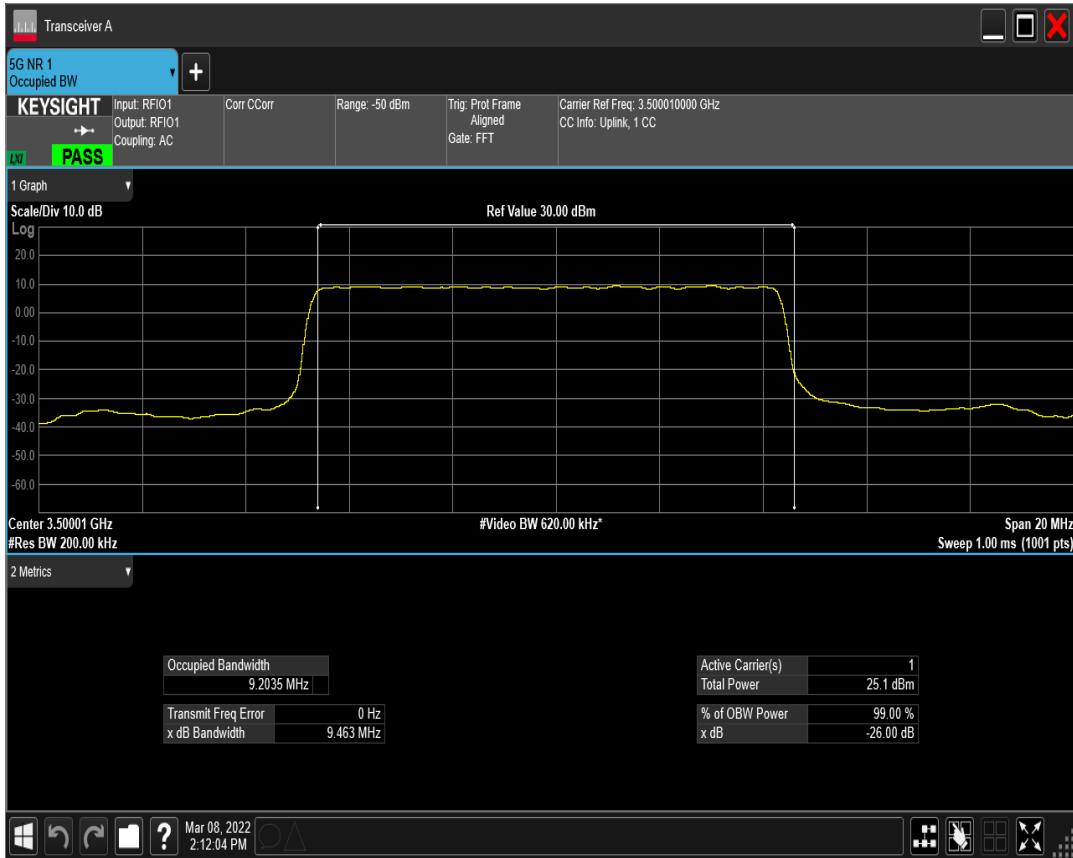 Transceiver A
5G NR 1
Occupied BW
+
KEYSIGHT
LXI
PASS
Input: RFIO1
Output: RFIO1
Coupling: AC
Corr CCorr
Range: -50 dBm
Trig: Prot Frame
Aligned
Gate: FFT
Carrier Ref Freq: 3.500010000 GHz
CC Info: Uplink, 1 CC
1 Graph
Scale/Div 10.0 dB
Ref Value 30.00 dBm
Log
20.0
10.0
0.00
-10.0
-20.0
-30.0
-40.0
-50.0
-60.0
Center 3.50001 GHz
#Video BW 620.00 kHz*
Span 20 MHz
#Res BW 200.00 kHz
Sweep 1.00 ms (1001 pts)
2 Metrics
Occupied Bandwidth
9.2035 MHz
Transmit Freq Error 0 Hz
x dB Bandwidth 9.463 MHz
Active Carrier(s) 1
Total Power 25.1 dBm
% of OBW Power 99.00 %
x dB -26.00 dB
?
Mar 08, 2022
2:12:04 PM